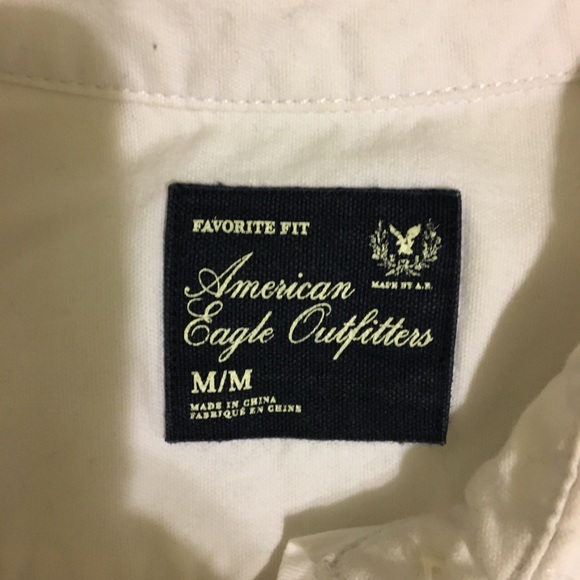 FAVORITE FIT
MADE BY A.E.
American
Eagle Outfitters
M/M
MADE IN CHINA
FABRIQUÉ EN CHINE